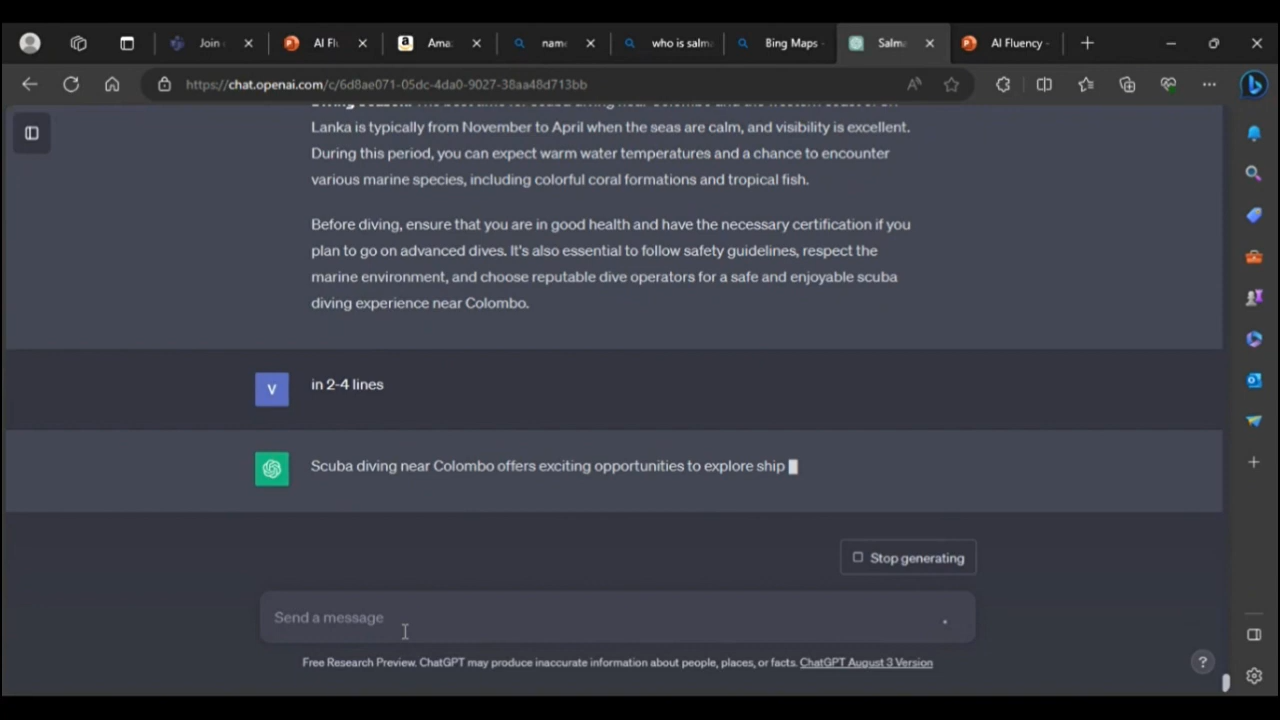 Join
AI Fl
Ama
name
who is salm
Bing Maps
Salm
AI Fluency
https://chat.openai.com/c/6d8ae071-05dc-4da0-9027-38aa48d713bb
Lanka is typically from November to April when the seas are calm, and visibility is excellent.
During this period, you can expect warm water temperatures and a chance to encounter
various marine species, including colorful coral formations and tropical fish.
Before diving, ensure that you are in good health and have the necessary certification if you
plan to go on advanced dives. It's also essential to follow safety guidelines, respect the
marine environment, and choose reputable dive operators for a safe and enjoyable scuba
diving experience near Colombo.
V
in 2-4 lines
Scuba diving near Colombo offers exciting opportunities to explore ship
Stop generating
Send a message
Free Research Preview. ChatGPT may produce inaccurate information about people, places, or facts. ChatGPT August 3 Version
?